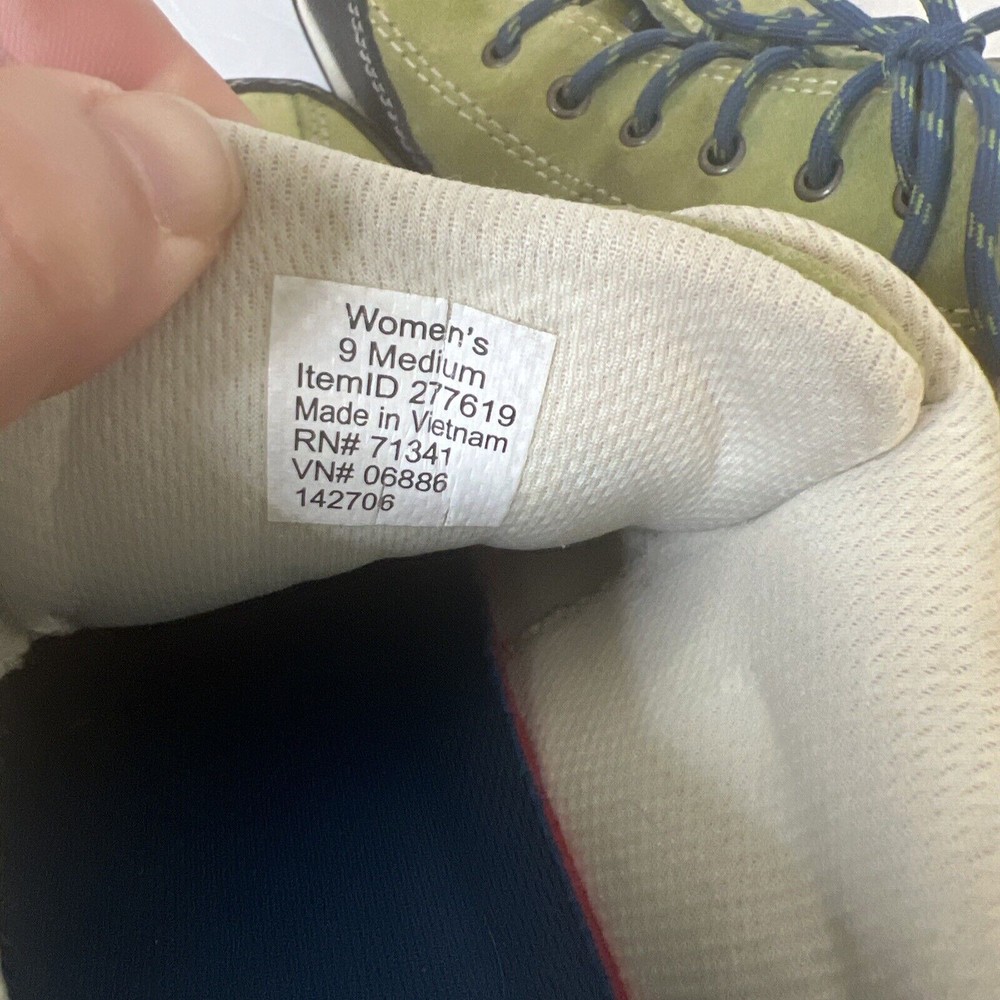 Women's
9 Medium
ItemID 277619
Made in Vietnam
RN# 71341
VN# 06886
142706